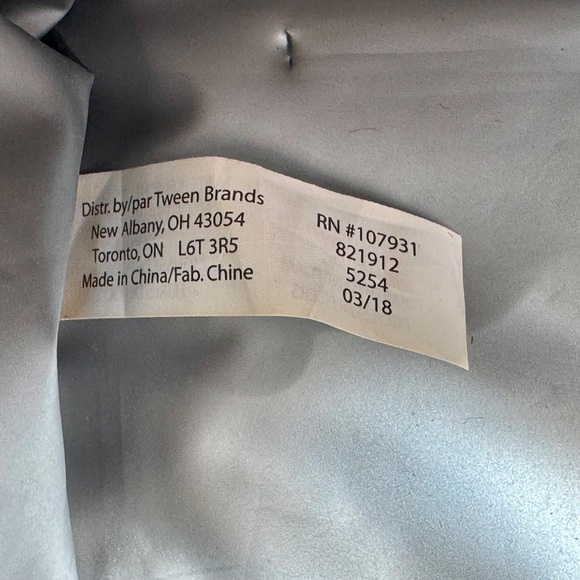 Distr. by/par Tween Brands
New Albany, OH 43054
Toronto, ON L6T 3R5
Made in China/Fab. Chine
RN #107931
821912
5254
03/18